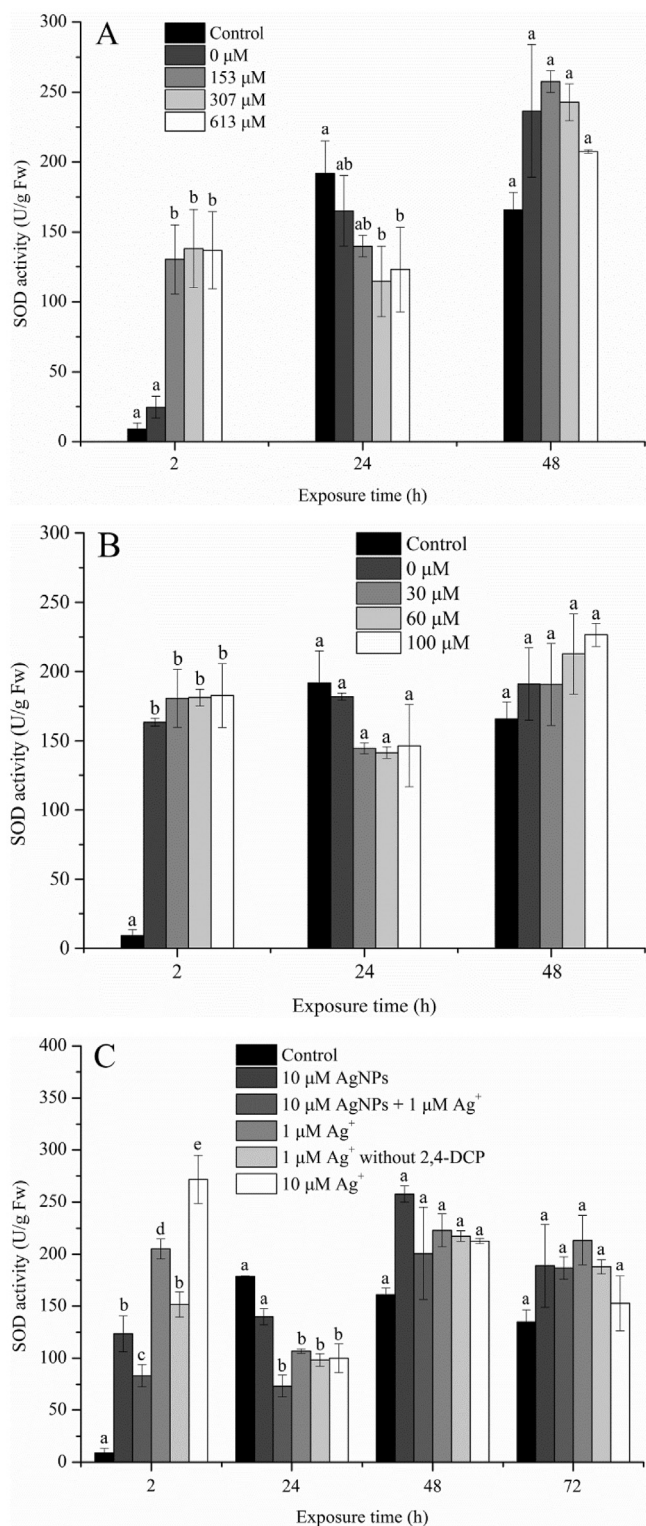 A
Control
0 μM
153 μM
307 μM
613 μM
300
250
200
150
100
50
0
SOD activity (U/g Fw)
a a b b b
a ab ab b b
a a a a a
2 24 48
Exposure time (h)
B
Control
0 μM
30 μM
60 μM
100 μM
300
250
200
150
100
50
0
SOD activity (U/g Fw)
a b b b b
a a a a a
a a a a a
2 24 48
Exposure time (h)
C
Control
10 μM AgNPs
10 μM AgNPs + 1 μM Ag⁺
1 μM Ag⁺
1 μM Ag⁺ without 2,4-DCP
10 μM Ag⁺
400
350
300
250
200
150
100
50
0
SOD activity (U/g Fw)
a b c d b e
a a b b b b
a a a a a a
a a a a a a
2 24 48 72
Exposure time (h)